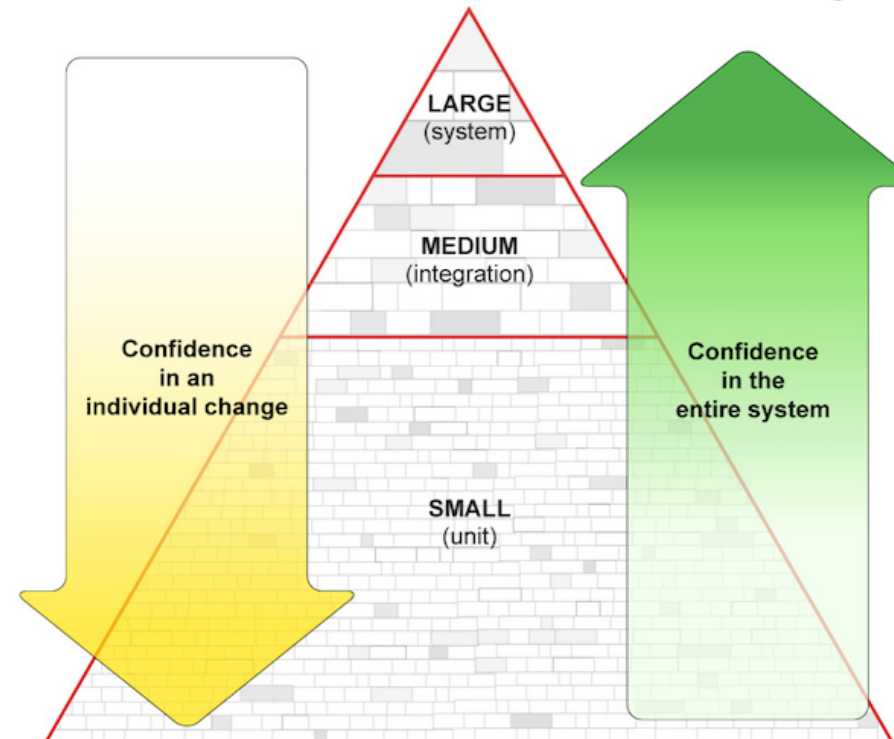 LARGE
(system)
MEDIUM
(integration)
Confidence
in an
individual change
Confidence
in the
entire system
SMALL
(unit)